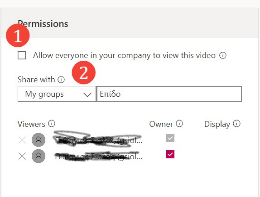 Permissions
1
Allow everyone in your company to view this video
2
Share with
My groups
Επίδο
Viewers Owner Display